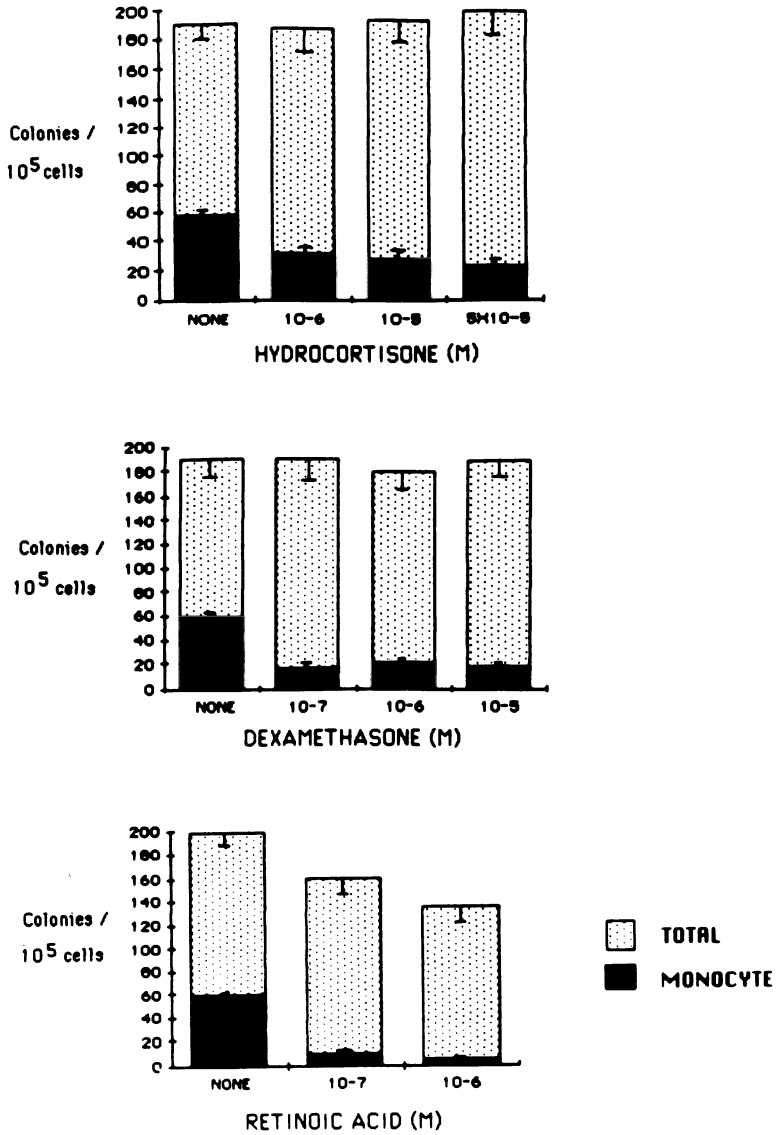 200
180
160
140
120
100
80
60
40
20
0
Colonies /
10⁵ cells
NONE 10-6 10-5 5X10-5
HYDROCORTISONE (M)
200
180
160
140
120
100
80
60
40
20
0
Colonies /
10⁵ cells
NONE 10-7 10-6 10-5
DEXAMETHASONE (M)
200
180
160
140
120
100
80
60
40
20
0
Colonies /
10⁵ cells
NONE 10-7 10-6
RETINOIC ACID (M)
TOTAL
MONOCYTE